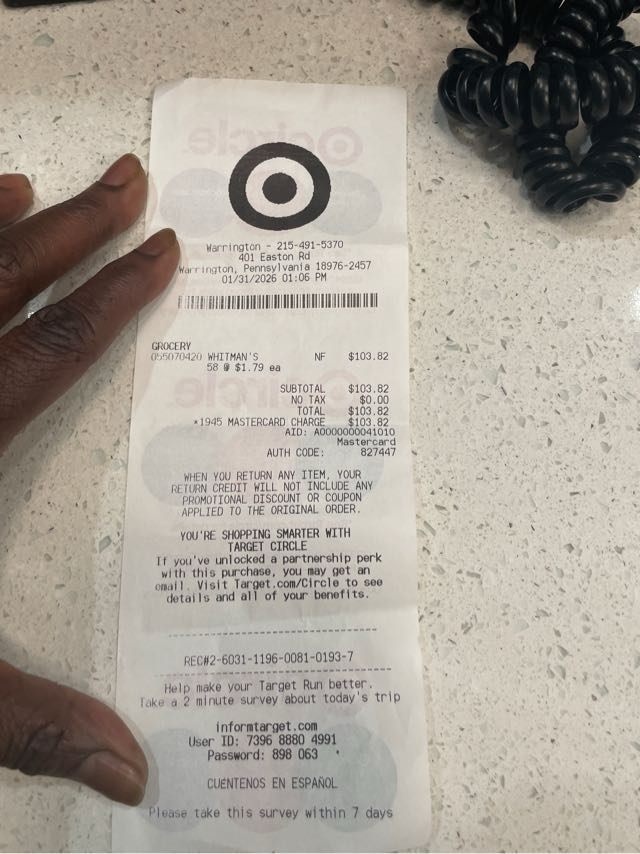 Warrington - 215-491-5370
401 Easton Rd
Warrington, Pennsylvania 18976-2457
01/31/2026 01:06 PM
GROCERY
055070420 WHITMAN'S NF $103.82
58 @ $1.79 ea
SUBTOTAL $103.82
NO TAX $0.00
TOTAL $103.82
*1945 MASTERCARD CHARGE $103.82
AID: A0000000041010
Mastercard
AUTH CODE: 827447
WHEN YOU RETURN ANY ITEM, YOUR
RETURN CREDIT WILL NOT INCLUDE ANY
PROMOTIONAL DISCOUNT OR COUPON
APPLIED TO THE ORIGINAL ORDER.
YOU'RE SHOPPING SMARTER WITH
TARGET CIRCLE
If you've unlocked a partnership perk
with this purchase, you may get an
email. Visit Target.com/Circle to see
details and all of your benefits.
REC#2-6031-1196-0081-0193-7
Help make your Target Run better.
Take a 2 minute survey about today's trip
informtarget.com
User ID: 7396 8880 4991
Password: 898 063
CUÉNTENOS EN ESPAÑOL
Please take this survey within 7 days